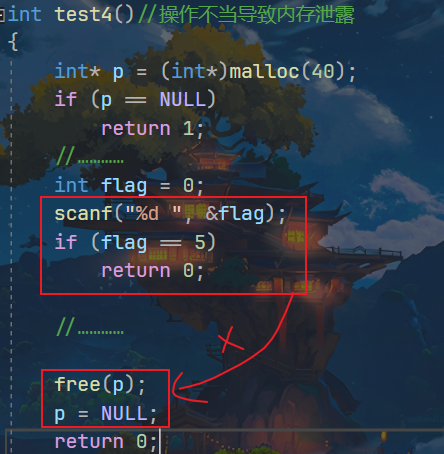 int test4()//操作不当导致内存泄露
{
int* p = (int*)malloc(40);
if (p == NULL)
return 1;
//…………
int flag = 0;
scanf("%d ", &flag);
if (flag == 5)
return 0;
//…………
free(p);
p = NULL;
return 0;